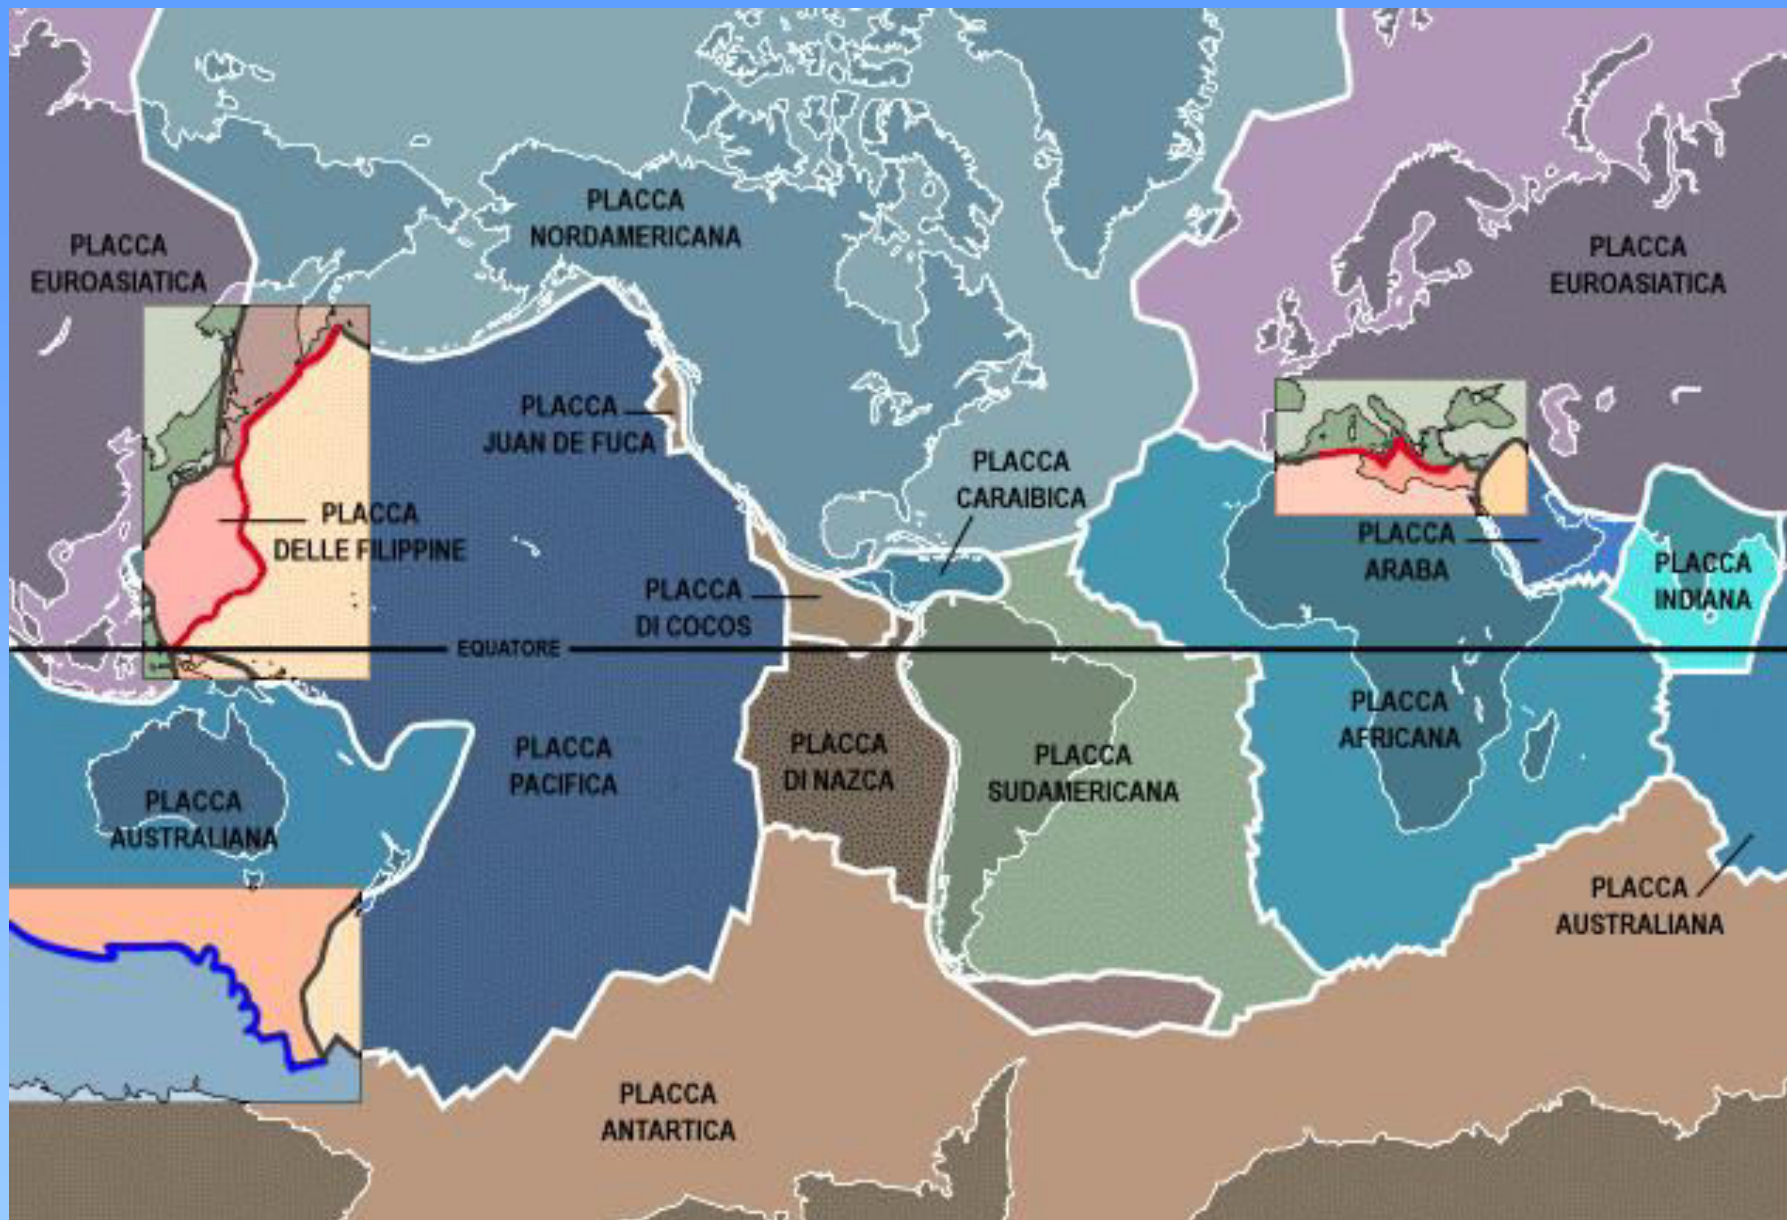 PLACCA
NORDAMERICANA
PLACCA
EUROASIATICA
PLACCA
EUROASIATICA
PLACCA
JUAN DE FUCA
PLACCA
CARAIBICA
PLACCA
DELLE FILIPPINE
PLACCA
ARABA
PLACCA
INDIANA
PLACCA
DI COCOS
EQUATORE
PLACCA
AFRICANA
PLACCA
PACIFICA
PLACCA
DI NAZCA
PLACCA
SUDAMERICANA
PLACCA
AUSTRALIANA
PLACCA
AUSTRALIANA
PLACCA
ANTARTICA